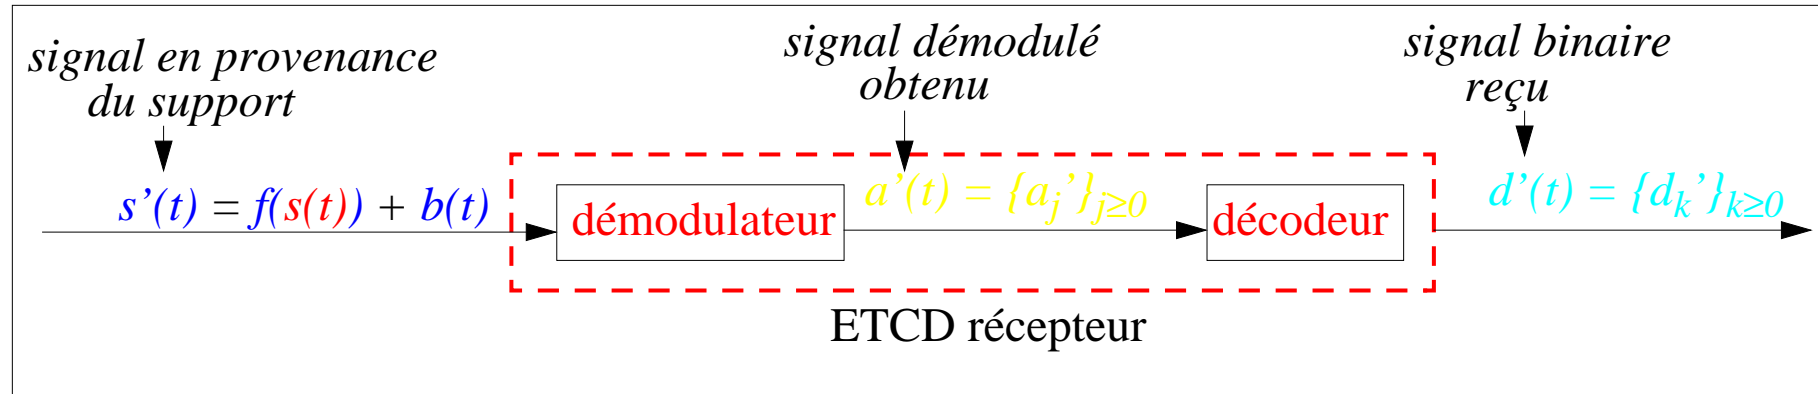 signal en provenance
du support
signal démodulé
obtenu
signal binaire
reçu
s’(t) = f(s(t)) + b(t)
démodulateur
a’(t) = {aj’}j≥0
décodeur
d’(t) = {dk’}k≥0
ETCD récepteur